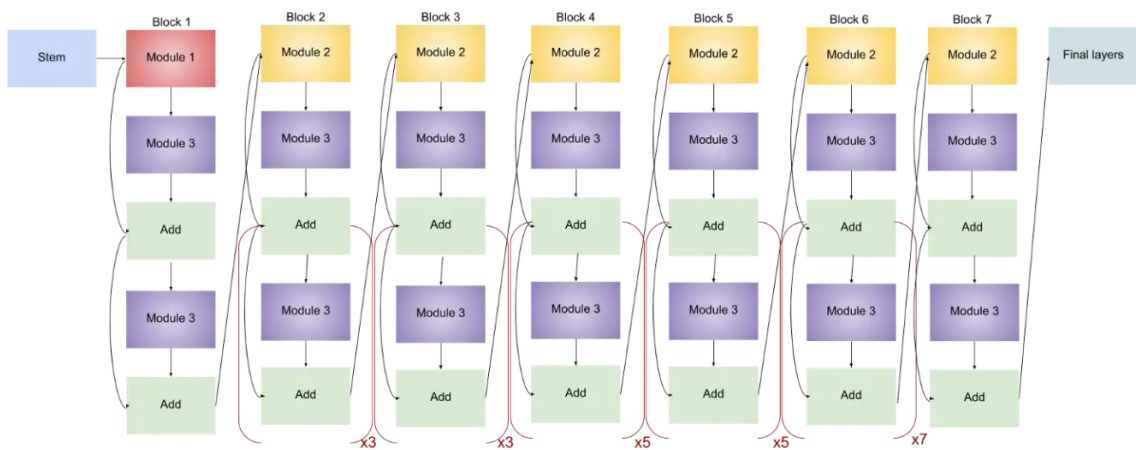 Block 1
Block 2
Block 3
Block 4
Block 5
Block 6
Block 7
Stem
Module 1
Module 2
Module 2
Module 2
Module 2
Module 2
Module 2
Final layers
Module 3
Module 3
Module 3
Module 3
Module 3
Module 3
Module 3
Add
Add
Add
Add
Add
Add
Add
Module 3
Module 3
Module 3
Module 3
Module 3
Module 3
Module 3
Add
Add
Add
Add
Add
Add
Add
x3
x3
x5
x5
x7